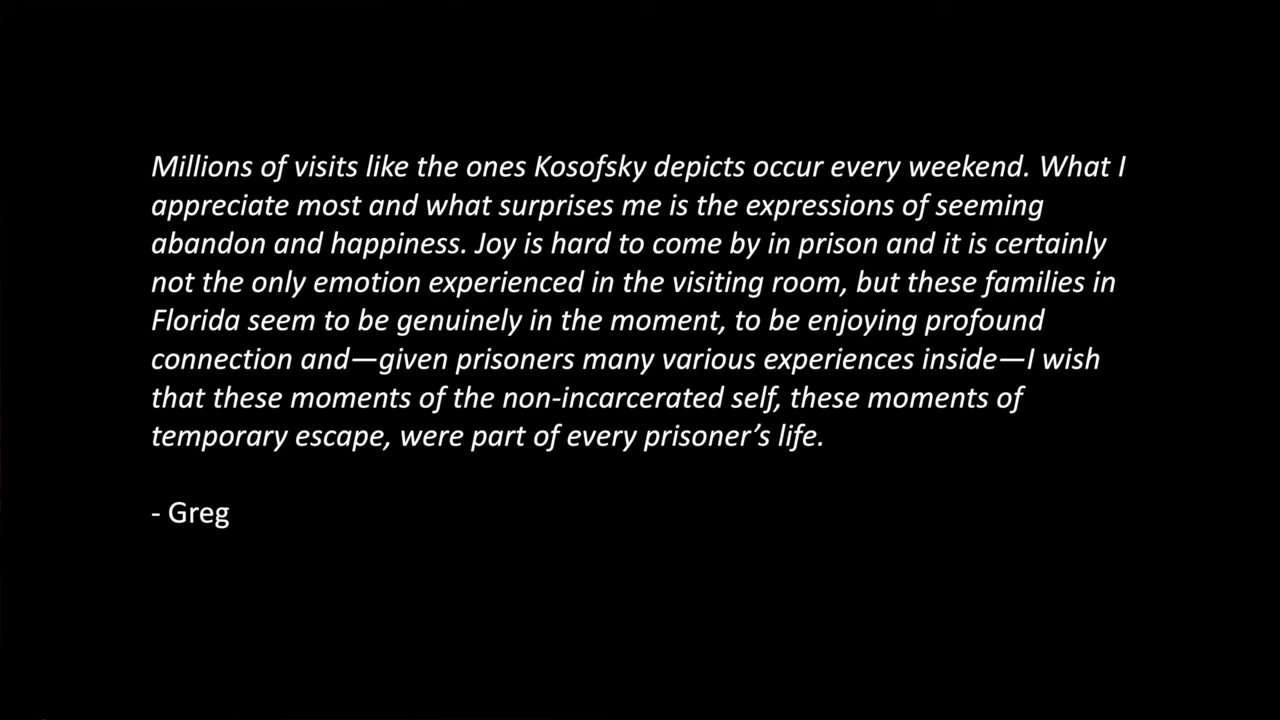 Millions of visits like the ones Kosofsky depicts occur every weekend. What I
appreciate most and what surprises me is the expressions of seeming
abandon and happiness. Joy is hard to come by in prison and it is certainly
not the only emotion experienced in the visiting room, but these families in
Florida seem to be genuinely in the moment, to be enjoying profound
connection and—given prisoners many various experiences inside—I wish
that these moments of the non-incarcerated self, these moments of
temporary escape, were part of every prisoner’s life.
- Greg